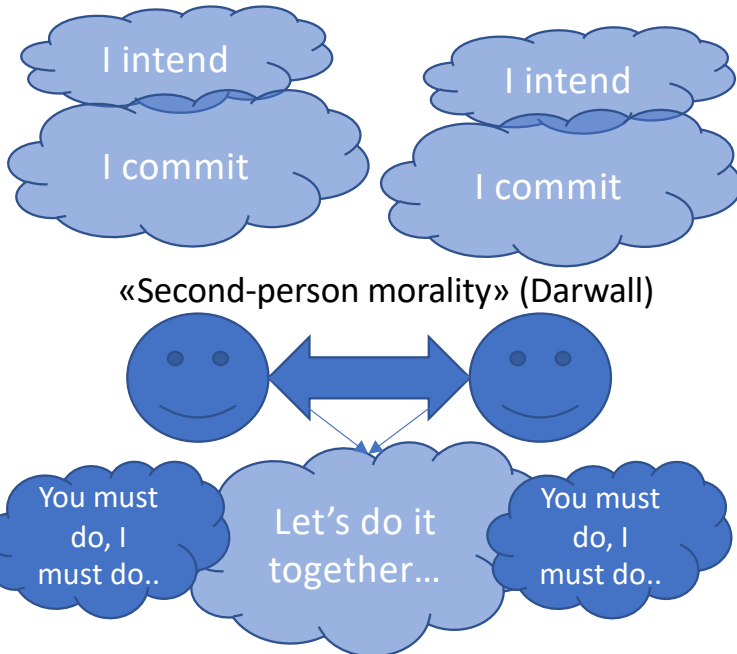 I intend
I intend
I commit
I commit
«Second-person morality» (Darwall)
You must
do, I
must do..
Let’s do it
together…
You must
do, I
must do..